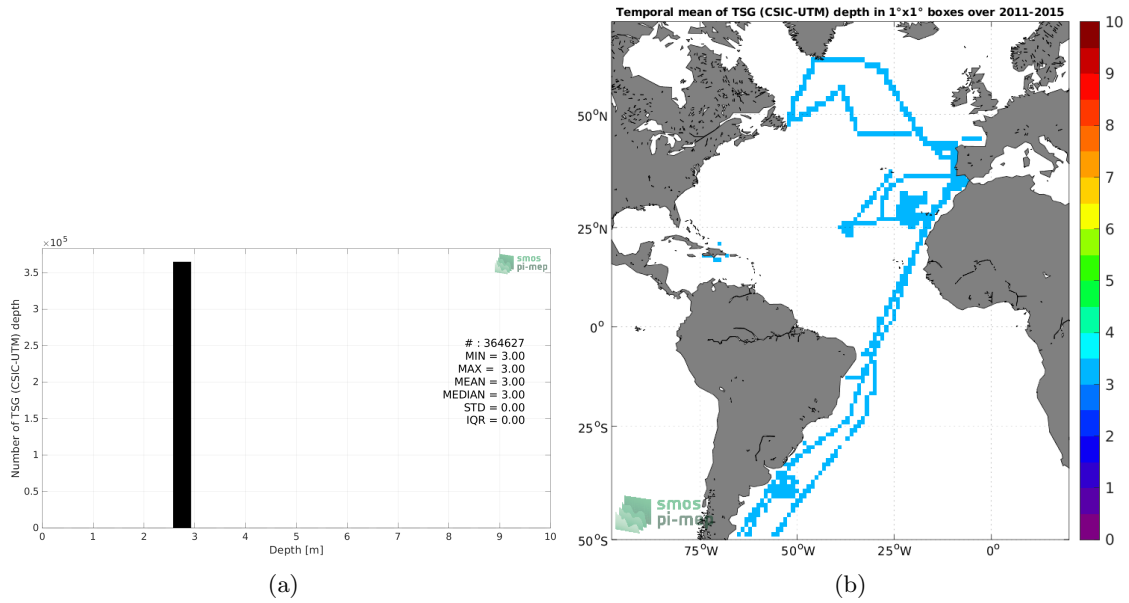 ×10⁵
3.5
3
2.5
2
1.5
1
0.5
0
Number of TSG (CSIC-UTM) depth
smos
pi-mep
# : 364627
MIN = 3.00
MAX = 3.00
MEAN = 3.00
MEDIAN = 3.00
STD = 0.00
IQR = 0.00
0 1 2 3 4 5 6 7 8 9 10
Depth [m]
(a)
Temporal mean of TSG (CSIC-UTM) depth in 1°x1° boxes over 2011-2015
50°N
25°N
0°
25°S
50°S
75°W 50°W 25°W 0°
smos
pi-mep
10
9
8
7
6
5
4
3
2
1
0
(b)